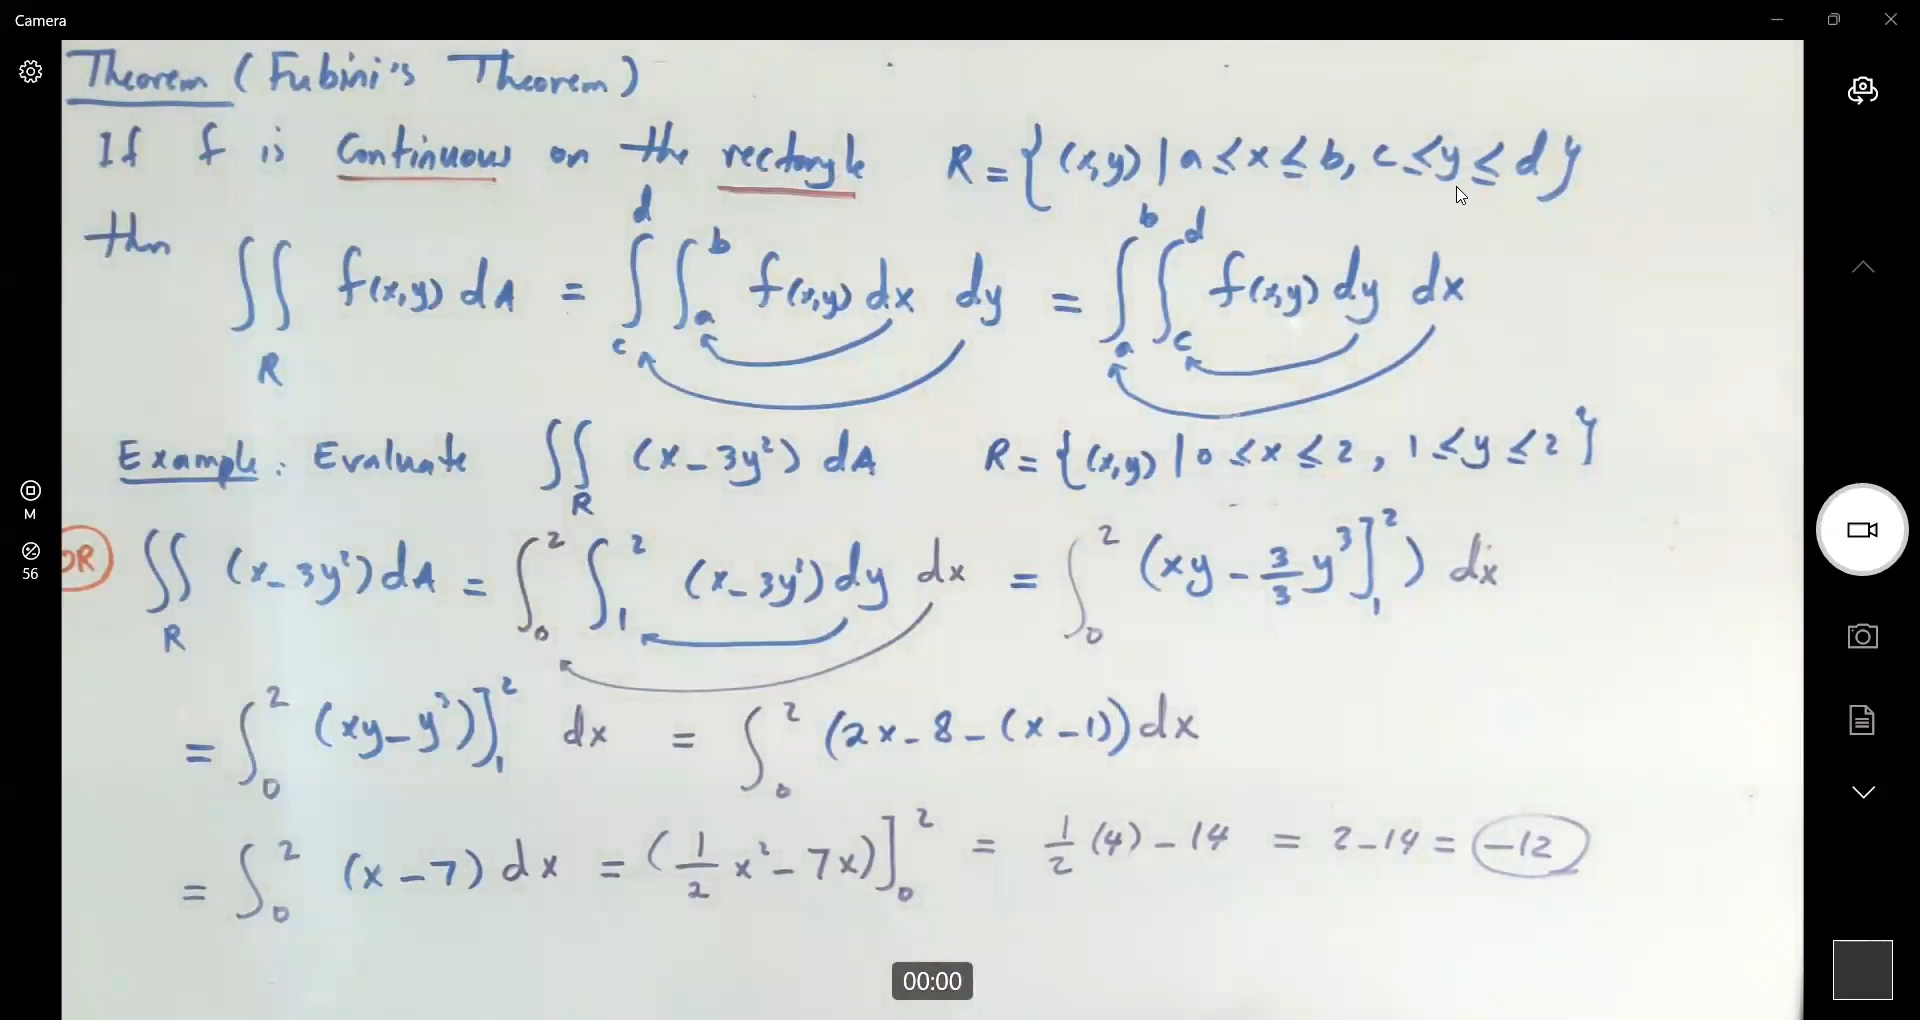 Camera
Theorem (Fubini's Theorem)
If f is continuous on the rectangle R = {(x,y) | a ≤ x ≤ b, c ≤ y ≤ d}
then ∬_R f(x,y) dA = ∫_c^d ∫_a^b f(x,y) dx dy = ∫_a^b ∫_c^d f(x,y) dy dx
Example: Evaluate ∬_R (x - 3y²) dA R = {(x,y) | 0 ≤ x ≤ 2, 1 ≤ y ≤ 2}
OR ∬_R (x - 3y²) dA = ∫_0^2 ∫_1^2 (x - 3y²) dy dx = ∫_0^2 (xy - 3/3 y³]_1^2) dx
= ∫_0^2 (xy - y³)]_1^2 dx = ∫_0^2 (2x - 8 - (x - 1)) dx
= ∫_0^2 (x - 7) dx = (1/2 x² - 7x)]_0^2 = 1/2 (4) - 14 = 2 - 14 = -12
M
56
00:00